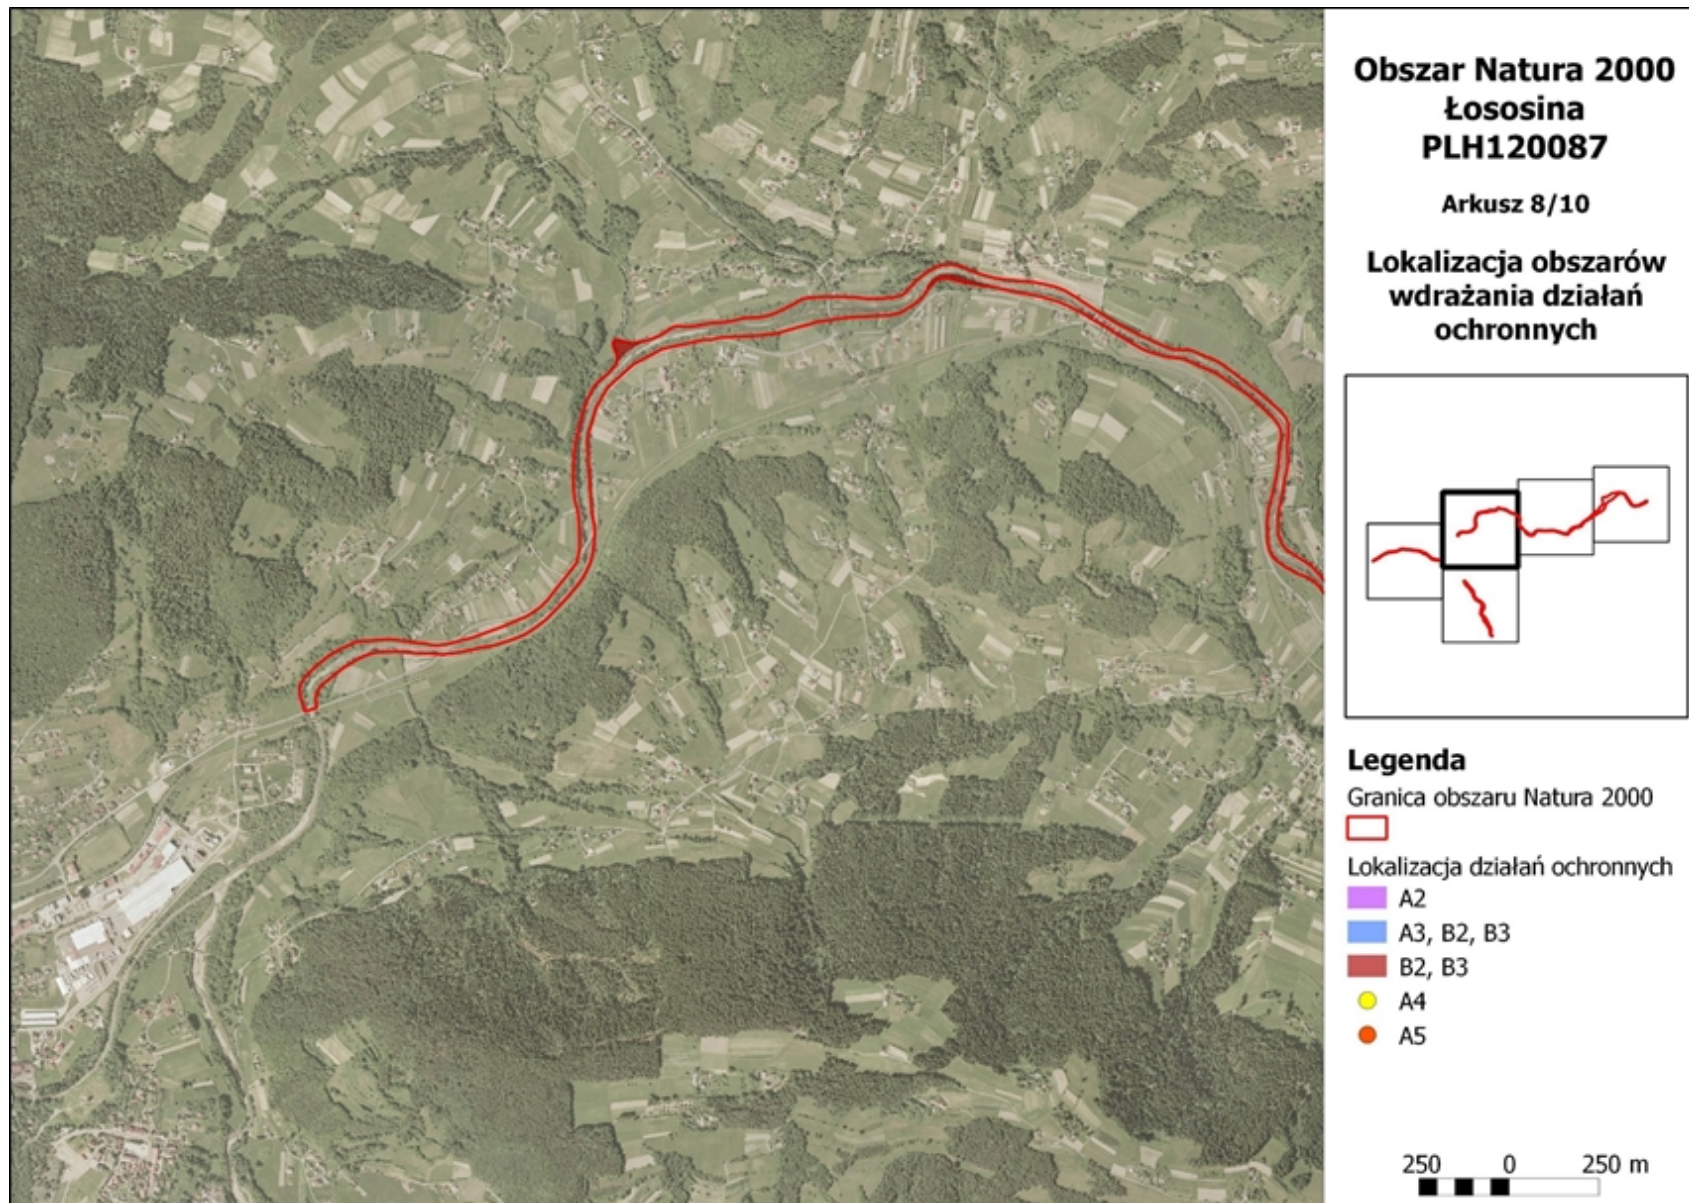 Obszar Natura 2000
Łososina
PLH120087
Arkusz 8/10
Lokalizacja obszarów
wdrażania działań
ochronnych
Legenda
Granica obszaru Natura 2000
Lokalizacja działań ochronnych
A2
A3, B2, B3
B2, B3
A4
A5
250 0 250 m